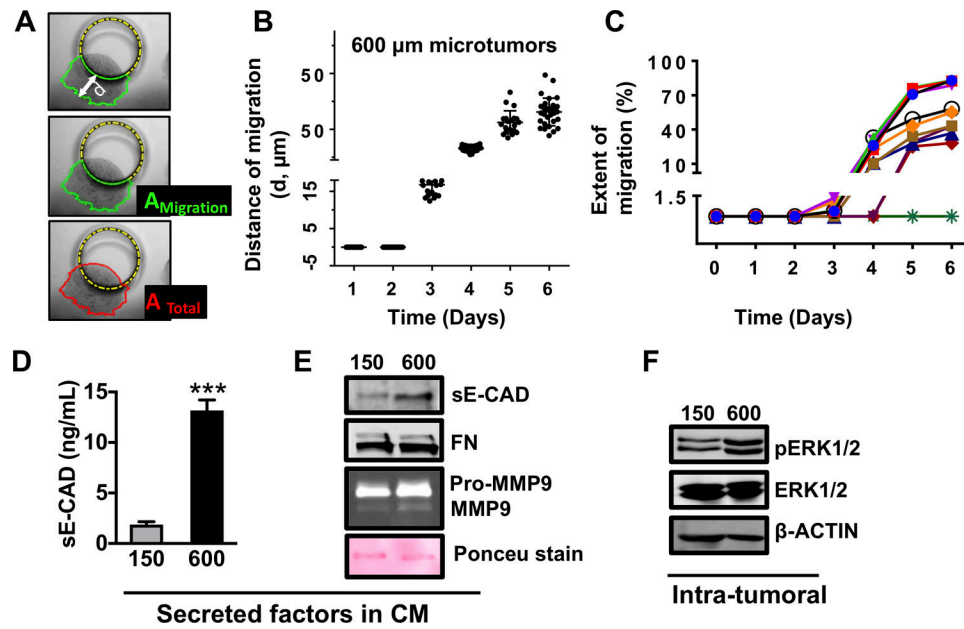 A
d
A Migration
A Total
B
600 μm microtumors
Distance of migration
(d, μm)
50
50
15
5
-5
1 2 3 4 5 6
Time (Days)
C
Extent of
migration (%)
100
70
40
10
1.5
0 1 2 3 4 5 6
Time (Days)
D
sE-CAD (ng/mL)
15
10
5
0
***
150 600
E
150 600
sE-CAD
FN
Pro-MMP9
MMP9
Ponceu stain
Secreted factors in CM
F
150 600
pERK1/2
ERK1/2
β-ACTIN
Intra-tumoral